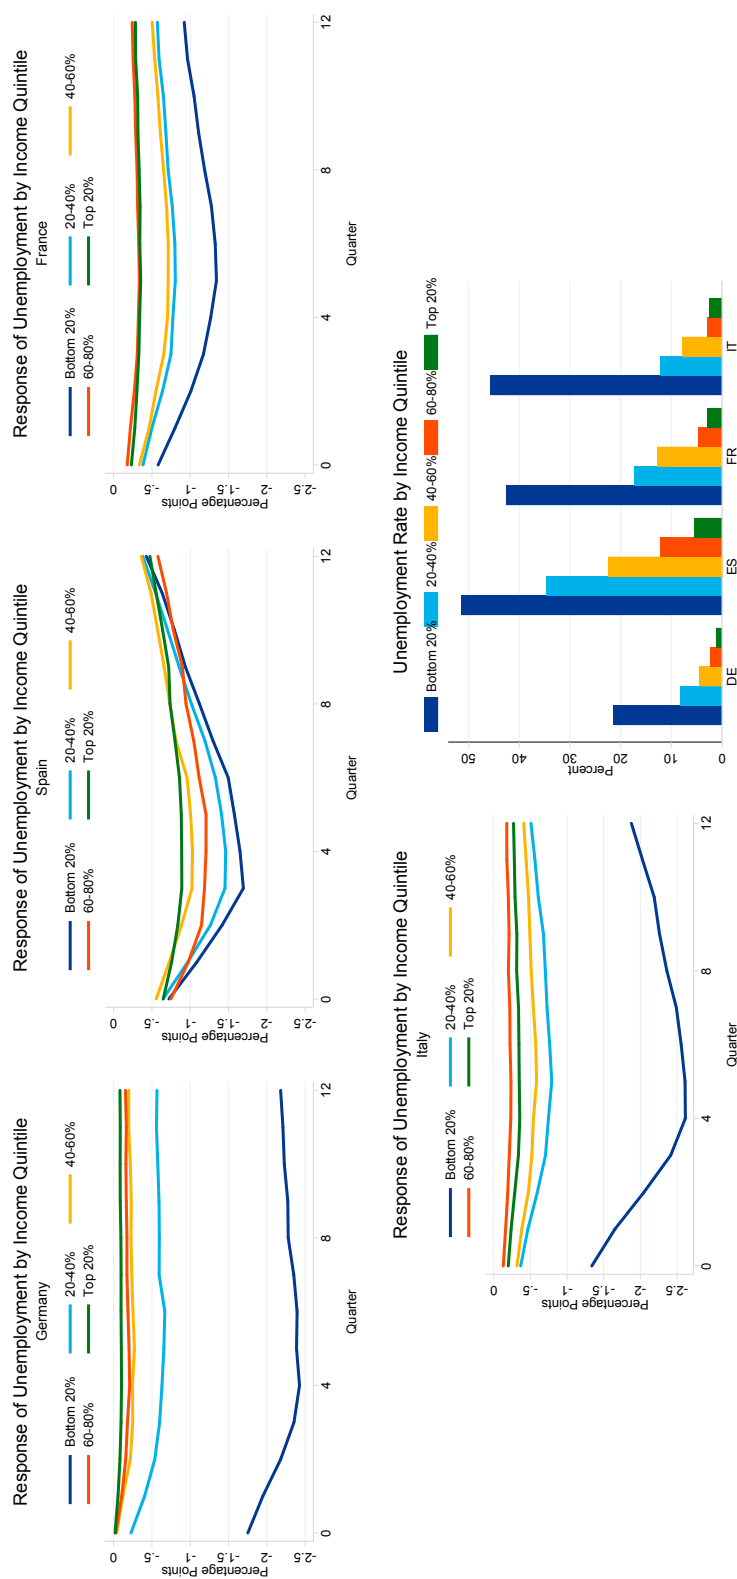 Response of Unemployment by Income Quintile
Germany
Bottom 20% 20-40% 40-60%
60-80% Top 20%
Percentage Points
0
-.5
-1
-1.5
-2
-2.5
0 4 8 12
Quarter
Response of Unemployment by Income Quintile
Spain
Bottom 20% 20-40% 40-60%
60-80% Top 20%
Percentage Points
0
-.5
-1
-1.5
-2
-2.5
0 4 8 12
Quarter
Response of Unemployment by Income Quintile
France
Bottom 20% 20-40% 40-60%
60-80% Top 20%
Percentage Points
0
-.5
-1
-1.5
-2
-2.5
0 4 8 12
Quarter
Response of Unemployment by Income Quintile
Italy
Bottom 20% 20-40% 40-60%
60-80% Top 20%
Percentage Points
0
-.5
-1
-1.5
-2
-2.5
0 4 8 12
Quarter
Unemployment Rate by Income Quintile
Bottom 20% 20-40% 40-60% 60-80% Top 20%
Percent
50
40
30
20
10
0
DE ES FR IT